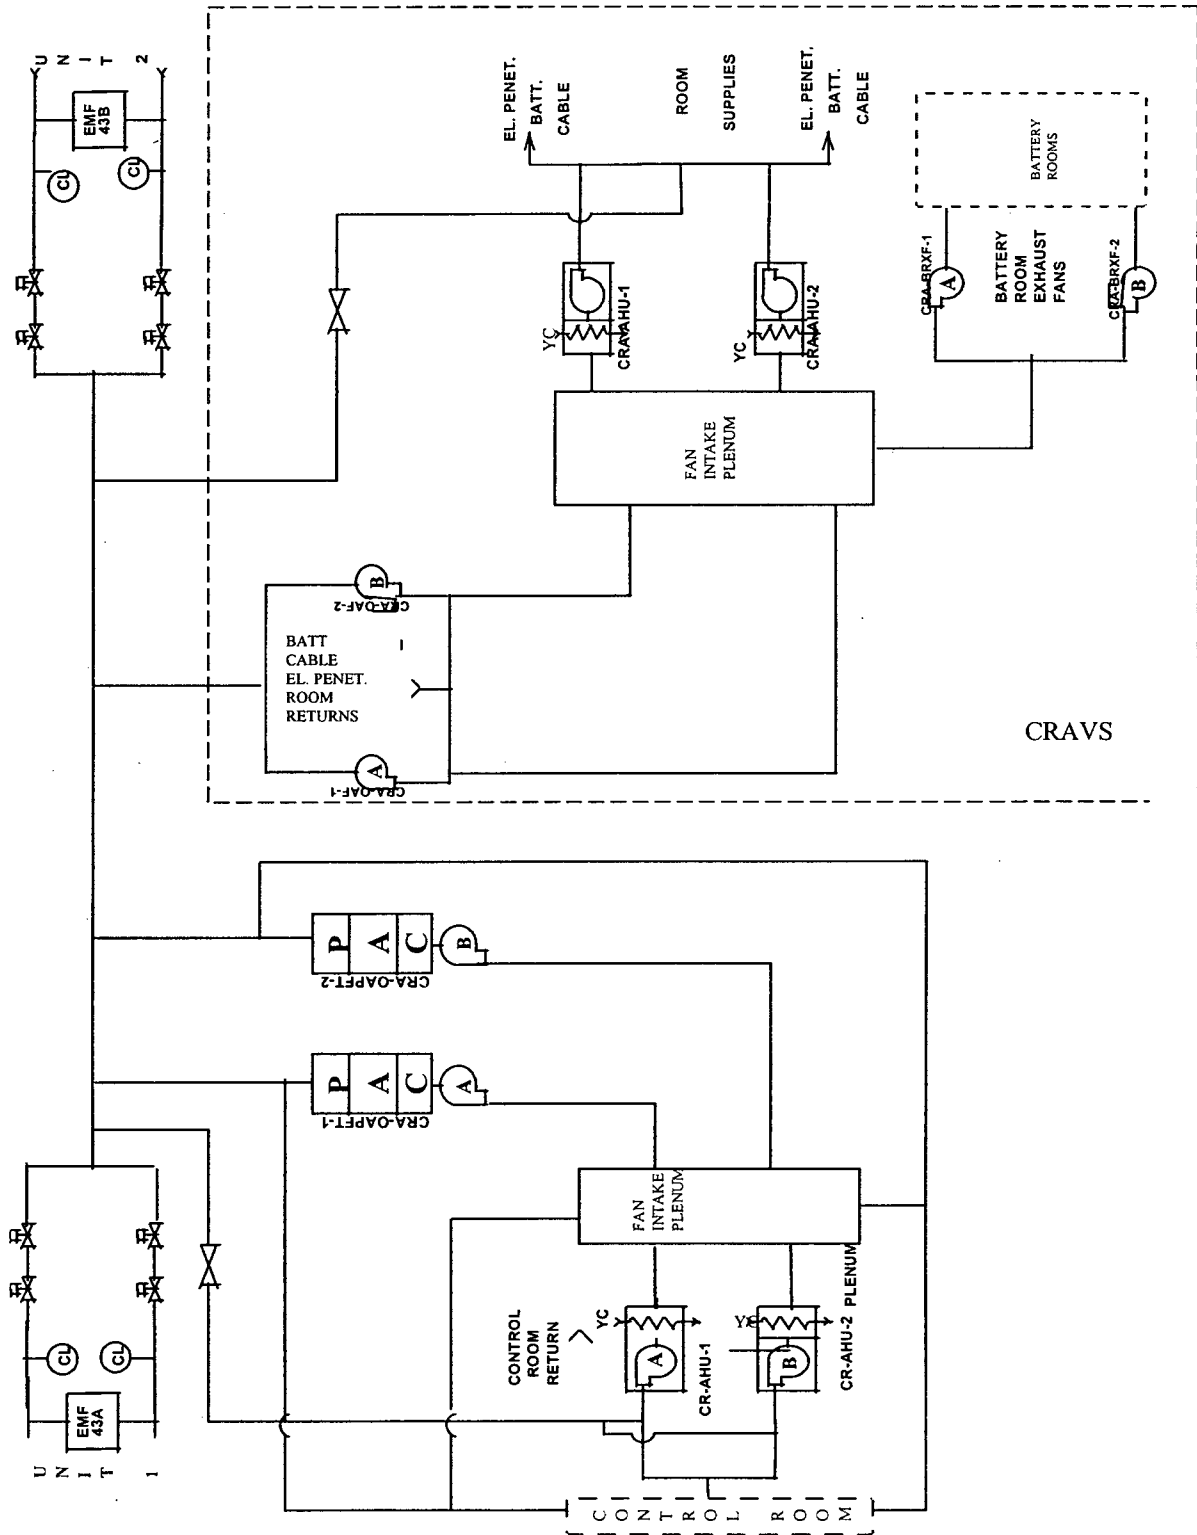 UNIT 2
EMF
43B
CL
CL
EL. PENET.
BATT.
CABLE
ROOM
SUPPLIES
EL. PENET.
BATT.
CABLE
BATTERY
ROOMS
CRA-BRXF-1
A
BATTERY
ROOM
EXHAUST
FANS
CRA-BRXF-2
B
YC
CRA-AHU-1
YC
CRA-AHU-2
FAN
INTAKE
PLENUM
B
CRA-OAF-2
BATT
CABLE
EL. PENET.
ROOM
RETURNS
A
CRA-OAF-1
CRAVS
P
A
C
B
CRA-OAPFT-2
P
A
C
A
CRA-OAPFT-1
FAN
INTAKE
PLENUM
CONTROL
ROOM
RETURN
YC
A
CR-AHU-1
YC
B
CR-AHU-2 PLENUM
CL
CL
EMF
43A
UNIT 1
CONTROL ROOM